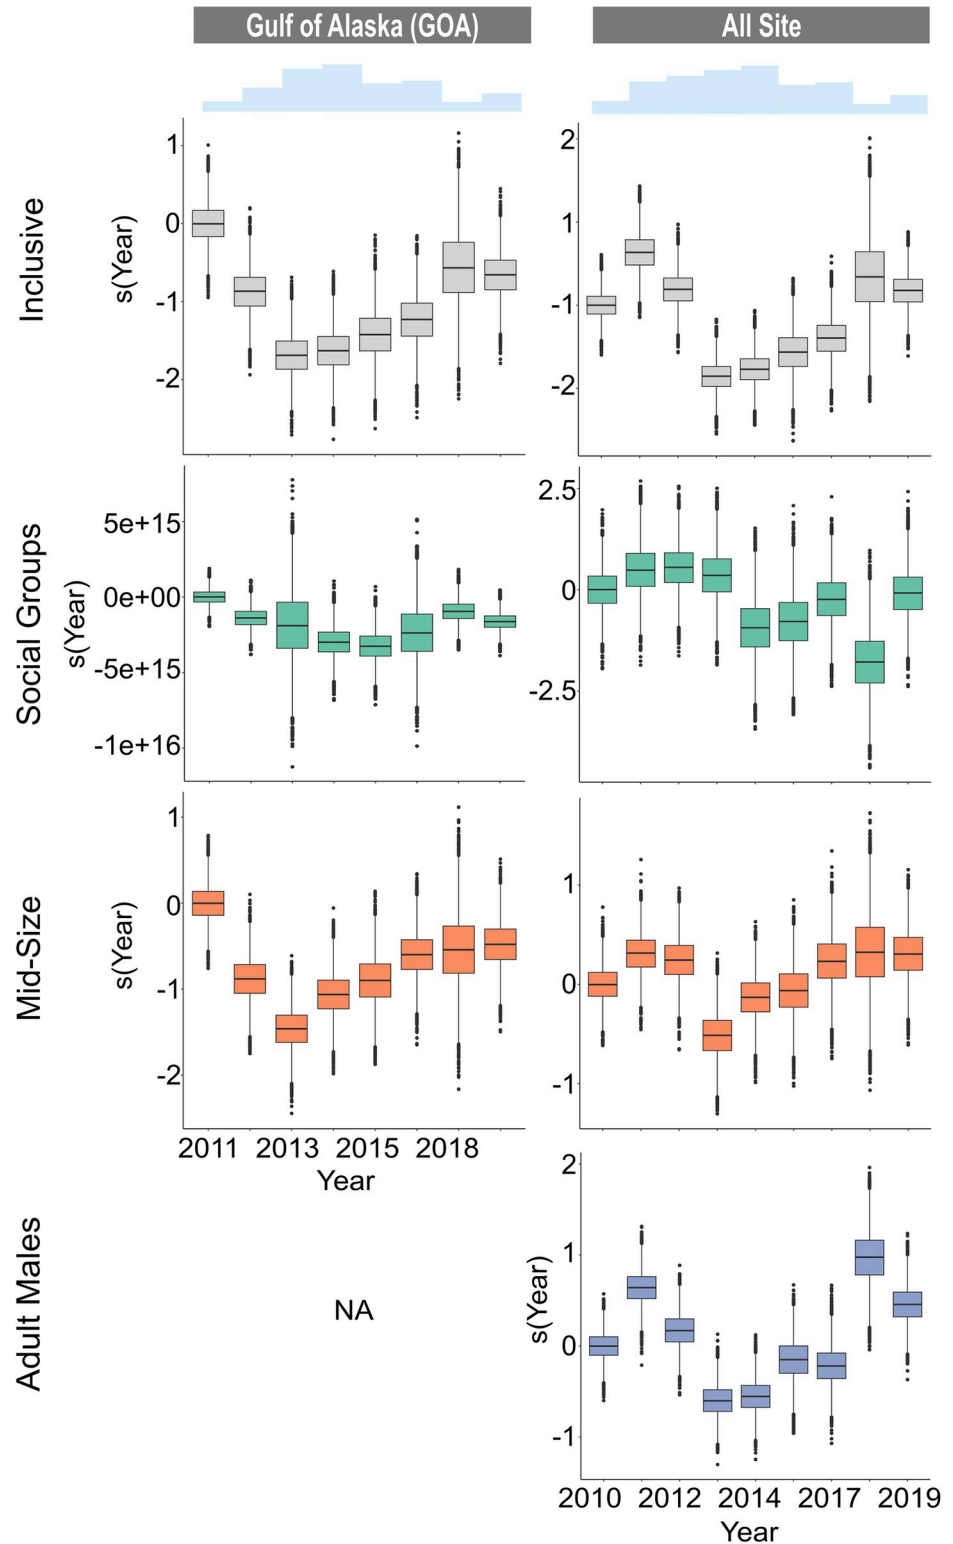 Gulf of Alaska (GOA)
All Site
Inclusive
s(Year)
1
0
-1
-2
2
1
-1
-2
Social Groups
s(Year)
5e+15
0e+00
-5e+15
-1e+16
2.5
0
-2.5
Mid-Size
s(Year)
1
0
-1
-2
1
0
-1
2011 2013 2015 2018
Year
Adult Males
NA
s(Year)
2
1
0
-1
2010 2012 2014 2017 2019
Year